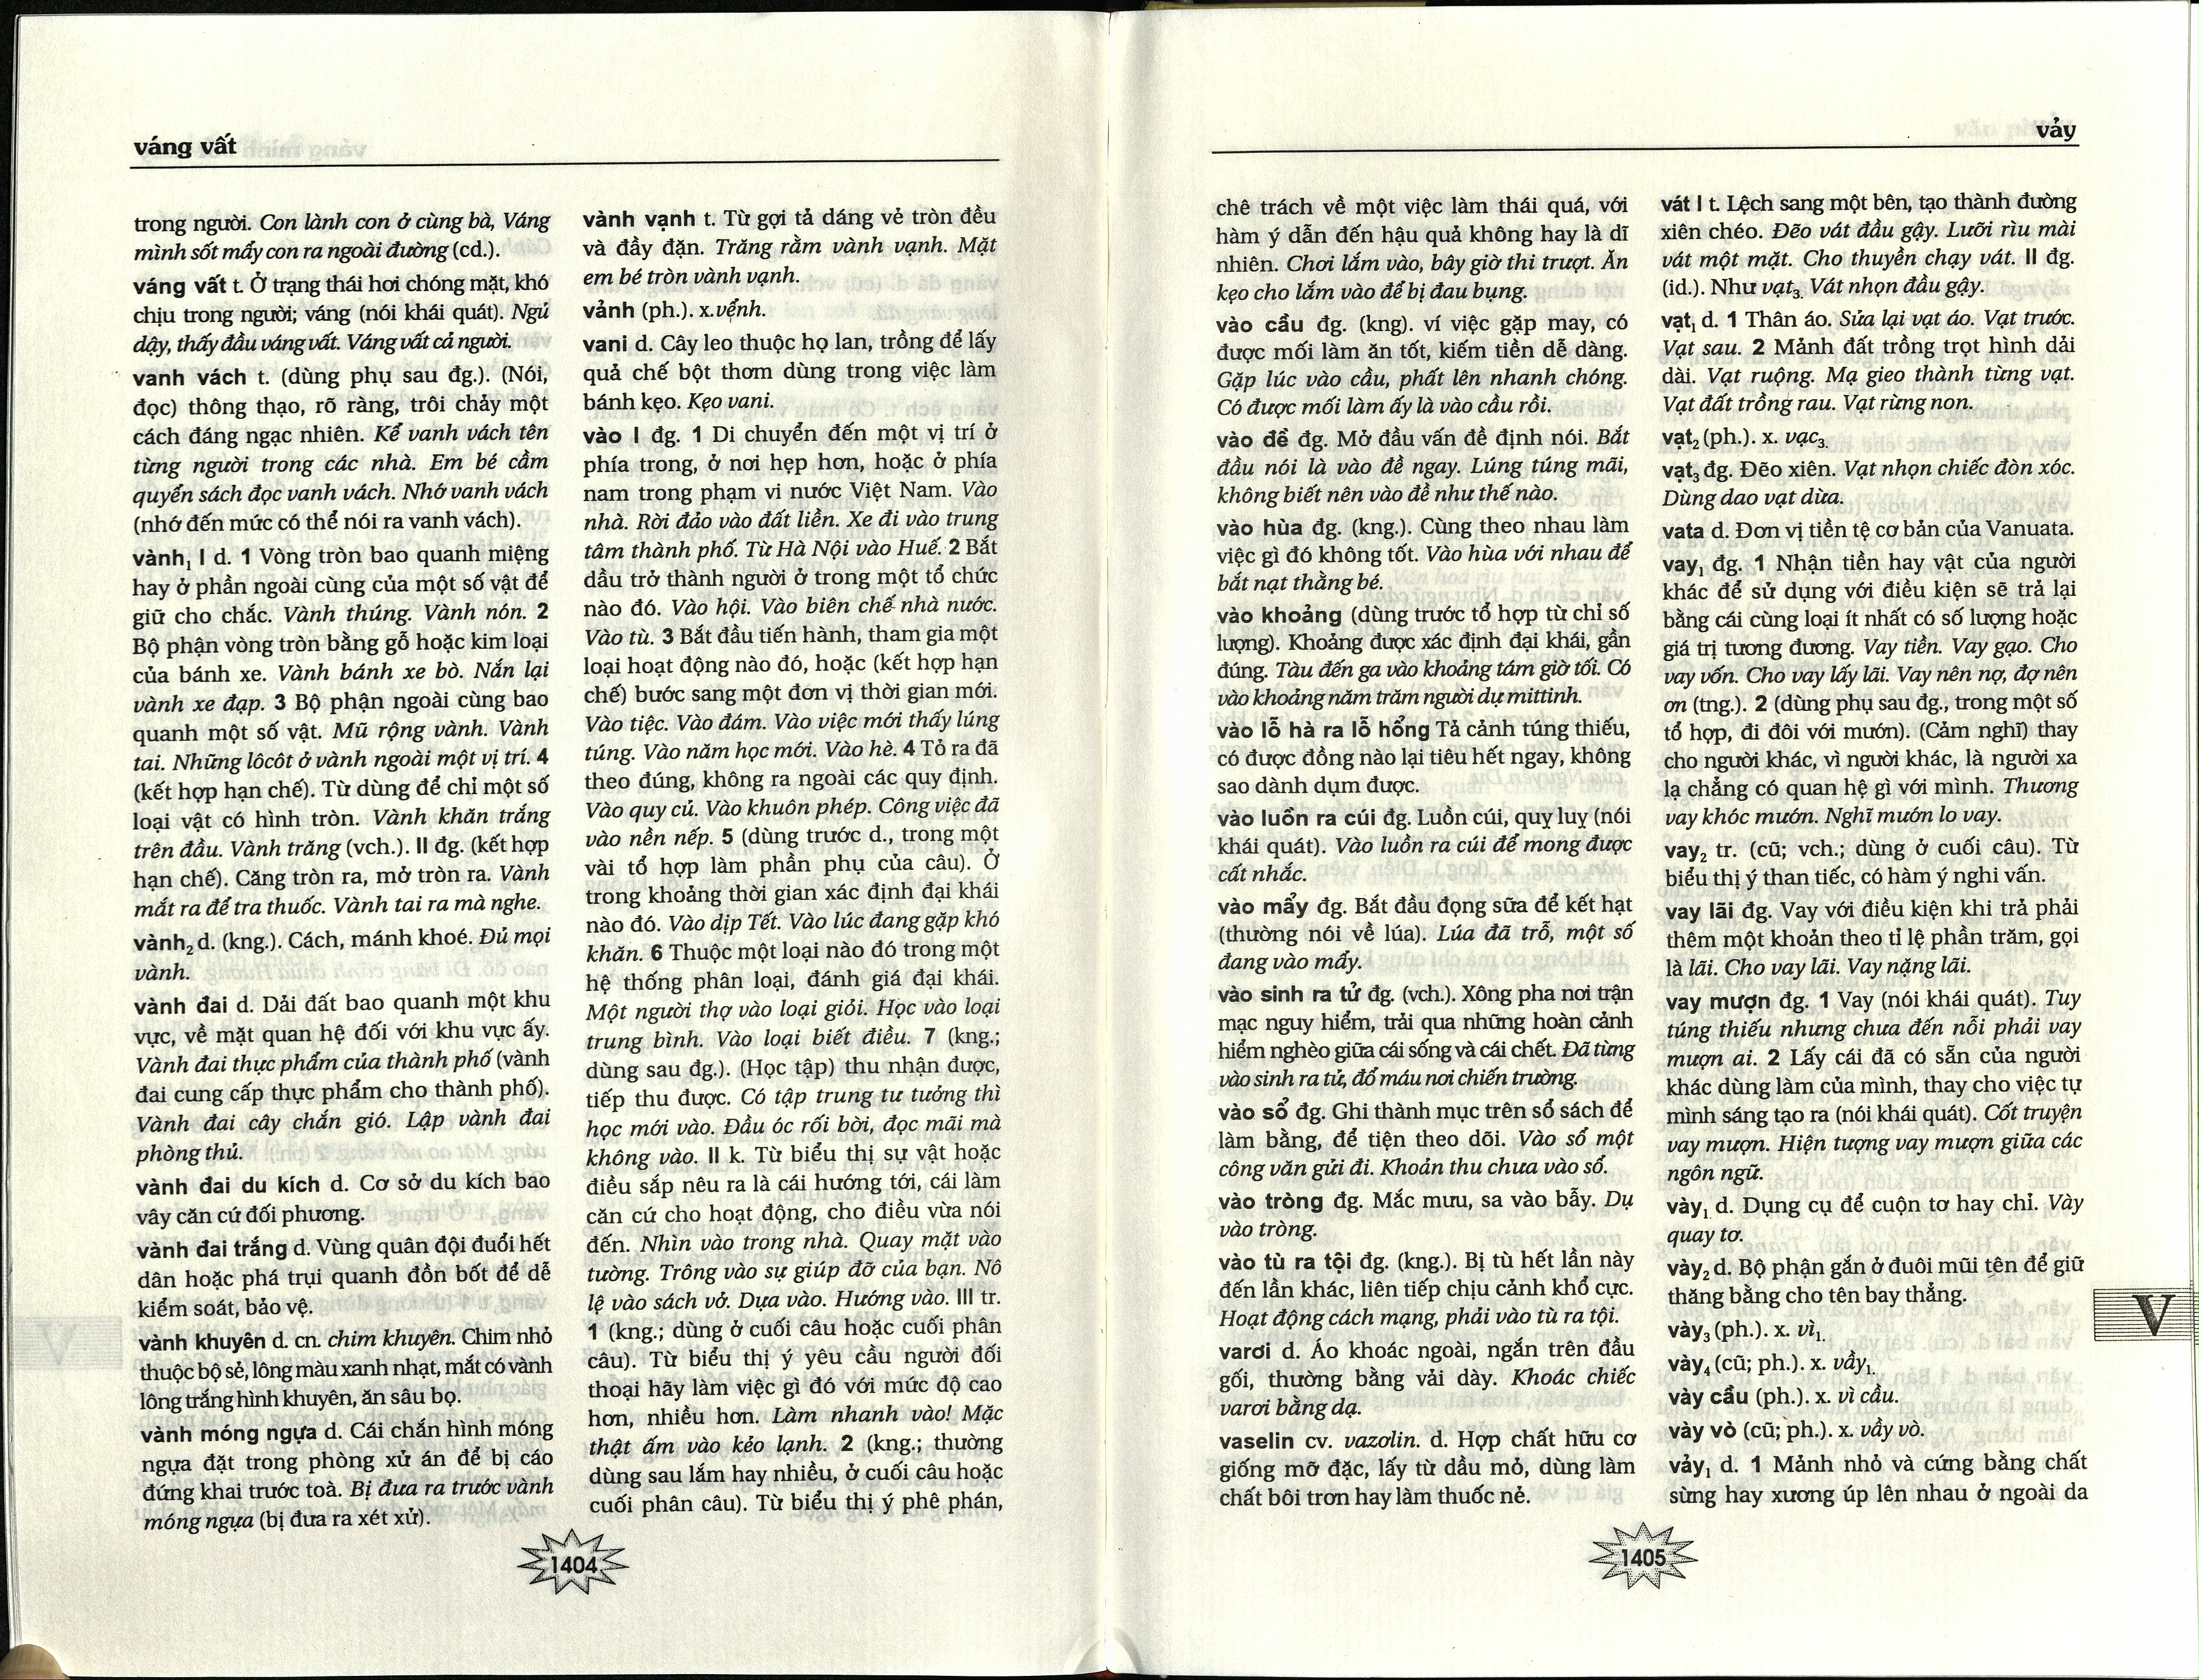 váng vất
trong người. Con lành con ở cùng bà, Váng
mình sốt mẩy con ra ngoài đường (cd.).
váng vất t. Ở trạng thái hơi chóng mặt, khó
chịu trong người; váng (nói khái quát). Ngủ
dậy, thấy đầu váng vất. Váng vất cả người.
vanh vách t. (dùng phụ sau đg.). (Nói,
đọc) thông thạo, rõ ràng, trôi chảy một
cách đáng ngạc nhiên. Kể vanh vách tên
từng người trong các nhà. Em bé cầm
quyển sách đọc vanh vách. Nhớ vanh vách
(nhớ đến mức có thể nói ra vanh vách).
vành₁ I d. 1 Vòng tròn bao quanh miệng
hay ở phần ngoài cùng của một số vật để
giữ cho chắc. Vành thúng. Vành nón. 2
Bộ phận vòng tròn bằng gỗ hoặc kim loại
của bánh xe. Vành bánh xe bò. Nắn lại
vành xe đạp. 3 Bộ phận ngoài cùng bao
quanh một số vật. Mũ rộng vành. Vành
tai. Những lôcôt ở vành ngoài một vị trí. 4
(kết hợp hạn chế). Từ dùng để chỉ một số
loại vật có hình tròn. Vành khăn trắng
trên đầu. Vành trăng (vch.). II đg. (kết hợp
hạn chế). Căng tròn ra, mở tròn ra. Vành
mắt ra để tra thuốc. Vành tai ra mà nghe.
vành₂ d. (kng.). Cách, mánh khoé. Đủ mọi
vành.
vành đai d. Dải đất bao quanh một khu
vực, về mặt quan hệ đối với khu vực ấy.
Vành đai thực phẩm của thành phố (vành
đai cung cấp thực phẩm cho thành phố).
Vành đai cây chắn gió. Lập vành đai
phòng thủ.
vành đai du kích d. Cơ sở du kích bao
vây căn cứ đối phương.
vành đai trắng d. Vùng quân đội đuổi hết
dân hoặc phá trụi quanh đồn bốt để dễ
kiểm soát, bảo vệ.
vành khuyên d. cn. chim khuyên. Chim nhỏ
thuộc bộ sẻ, lông màu xanh nhạt, mắt có vành
lông trắng hình khuyên, ăn sâu bọ.
vành móng ngựa d. Cái chắn hình móng
ngựa đặt trong phòng xử án để bị cáo
đứng khai trước toà. Bị đưa ra trước vành
móng ngựa (bị đưa ra xét xử).
vành vạnh t. Từ gợi tả dáng vẻ tròn đều
và đầy đặn. Trăng rằm vành vạnh. Mặt
em bé tròn vành vạnh.
vảnh (ph.). x.vểnh.
vani d. Cây leo thuộc họ lan, trồng để lấy
quả chế bột thơm dùng trong việc làm
bánh kẹo. Kẹo vani.
vào I đg. 1 Di chuyển đến một vị trí ở
phía trong, ở nơi hẹp hơn, hoặc ở phía
nam trong phạm vi nước Việt Nam. Vào
nhà. Rời đảo vào đất liền. Xe đi vào trung
tâm thành phố. Từ Hà Nội vào Huế. 2 Bắt
dầu trở thành người ở trong một tổ chức
nào đó. Vào hội. Vào biên chế nhà nước.
Vào tù. 3 Bắt đầu tiến hành, tham gia một
loại hoạt động nào đó, hoặc (kết hợp hạn
chế) bước sang một đơn vị thời gian mới.
Vào tiệc. Vào đám. Vào việc mới thấy lúng
túng. Vào năm học mới. Vào hè. 4 Tỏ ra đã
theo đúng, không ra ngoài các quy định.
Vào quy củ. Vào khuôn phép. Công việc đã
vào nền nếp. 5 (dùng trước d., trong một
vài tổ hợp làm phần phụ của câu). Ở
trong khoảng thời gian xác định đại khái
nào đó. Vào dịp Tết. Vào lúc đang gặp khó
khăn. 6 Thuộc một loại nào đó trong một
hệ thống phân loại, đánh giá đại khái.
Một người thợ vào loại giỏi. Học vào loại
trung bình. Vào loại biết điều. 7 (kng.;
dùng sau đg.). (Học tập) thu nhận được,
tiếp thu được. Có tập trung tư tưởng thì
học mới vào. Đầu óc rối bời, đọc mãi mà
không vào. II k. Từ biểu thị sự vật hoặc
điều sắp nêu ra là cái hướng tới, cái làm
căn cứ cho hoạt động, cho điều vừa nói
đến. Nhìn vào trong nhà. Quay mặt vào
tường. Trông vào sự giúp đỡ của bạn. Nô
lệ vào sách vở. Dựa vào. Hướng vào. III tr.
1 (kng.; dùng ở cuối câu hoặc cuối phân
câu). Từ biểu thị ý yêu cầu người đối
thoại hãy làm việc gì đó với mức độ cao
hơn, nhiều hơn. Làm nhanh vào! Mặc
thật ấm vào kẻo lạnh. 2 (kng.; thường
dùng sau lắm hay nhiều, ở cuối câu hoặc
cuối phân câu). Từ biểu thị ý phê phán,
1404
vảy
chê trách về một việc làm thái quá, với
hàm ý dẫn đến hậu quả không hay là dĩ
nhiên. Chơi lắm vào, bây giờ thi trượt. Ăn
kẹo cho lắm vào để bị đau bụng.
vào cầu đg. (kng). ví việc gặp may, có
được mối làm ăn tốt, kiếm tiền dễ dàng.
Gặp lúc vào cầu, phất lên nhanh chóng.
Có được mối làm ấy là vào cầu rồi.
vào đề đg. Mở đầu vấn đề định nói. Bắt
đầu nói là vào đề ngay. Lúng túng mãi,
không biết nên vào đề như thế nào.
vào hùa đg. (kng.). Cùng theo nhau làm
việc gì đó không tốt. Vào hùa với nhau để
bắt nạt thằng bé.
vào khoảng (dùng trước tổ hợp từ chỉ số
lượng). Khoảng được xác định đại khái, gần
đúng. Tàu đến ga vào khoảng tám giờ tối. Có
vào khoảng năm trăm người dự mittinh.
vào lỗ hà ra lỗ hổng Tả cảnh túng thiếu,
có được đồng nào lại tiêu hết ngay, không
sao dành dụm được.
vào luồn ra cúi đg. Luồn cúi, quỵ luỵ (nói
khái quát). Vào luồn ra cúi để mong được
cất nhắc.
vào mẩy đg. Bắt đầu đọng sữa để kết hạt
(thường nói về lúa). Lúa đã trỗ, một số
đang vào mẩy.
vào sinh ra tử đg. (vch.). Xông pha nơi trận
mạc nguy hiểm, trải qua những hoàn cảnh
hiểm nghèo giữa cái sống và cái chết. Đã từng
vào sinh ra tử, đổ máu nơi chiến trường.
vào sổ đg. Ghi thành mục trên sổ sách để
làm bằng, để tiện theo dõi. Vào sổ một
công văn gửi đi. Khoản thu chưa vào sổ.
vào tròng đg. Mắc mưu, sa vào bẫy. Dụ
vào tròng.
vào tù ra tội đg. (kng.). Bị tù hết lần này
đến lần khác, liên tiếp chịu cảnh khổ cực.
Hoạt động cách mạng, phải vào tù ra tội.
varơi d. Áo khoác ngoài, ngắn trên đầu
gối, thường bằng vải dày. Khoác chiếc
varơi bằng dạ.
vaselin cv. vazơlin. d. Hợp chất hữu cơ
giống mỡ đặc, lấy từ dầu mỏ, dùng làm
chất bôi trơn hay làm thuốc nẻ.
vát I t. Lệch sang một bên, tạo thành đường
xiên chéo. Đẽo vát đầu gậy. Lưỡi rìu mài
vát một mặt. Cho thuyền chạy vát. II đg.
(id.). Như vạt₃. Vát nhọn đầu gậy.
vạt₁ d. 1 Thân áo. Sửa lại vạt áo. Vạt trước.
Vạt sau. 2 Mảnh đất trồng trọt hình dải
dài. Vạt ruộng. Mạ gieo thành từng vạt.
Vạt đất trồng rau. Vạt rừng non.
vạt₂ (ph.). x. vạc₃.
vạt₃ đg. Đẽo xiên. Vạt nhọn chiếc đòn xóc.
Dùng dao vạt dừa.
vata d. Đơn vị tiền tệ cơ bản của Vanuata.
vay₁ đg. 1 Nhận tiền hay vật của người
khác để sử dụng với điều kiện sẽ trả lại
bằng cái cùng loại ít nhất có số lượng hoặc
giá trị tương đương. Vay tiền. Vay gạo. Cho
vay vốn. Cho vay lấy lãi. Vay nên nợ, đợ nên
ơn (tng.). 2 (dùng phụ sau đg., trong một số
tổ hợp, đi đôi với mướn). (Cảm nghĩ) thay
cho người khác, vì người khác, là người xa
lạ chẳng có quan hệ gì với mình. Thương
vay khóc mướn. Nghĩ mướn lo vay.
vay₂ tr. (cũ; vch.; dùng ở cuối câu). Từ
biểu thị ý than tiếc, có hàm ý nghi vấn.
vay lãi đg. Vay với điều kiện khi trả phải
thêm một khoản theo tỉ lệ phần trăm, gọi
là lãi. Cho vay lãi. Vay nặng lãi.
vay mượn đg. 1 Vay (nói khái quát). Tuy
túng thiếu nhưng chưa đến nỗi phải vay
mượn ai. 2 Lấy cái đã có sẵn của người
khác dùng làm của mình, thay cho việc tự
mình sáng tạo ra (nói khái quát). Cốt truyện
vay mượn. Hiện tượng vay mượn giữa các
ngôn ngữ.
vày₁ d. Dụng cụ để cuộn tơ hay chỉ. Vày
quay tơ.
vày₂ d. Bộ phận gắn ở đuôi mũi tên để giữ
thăng bằng cho tên bay thẳng.
vày₃ (ph.). x. vì₁.
vày₄ (cũ; ph.). x. vầy₁.
vày cầu (ph.). x. vì cầu.
vày vò (cũ; ph.). x. vầy vò.
vảy₁ d. 1 Mảnh nhỏ và cứng bằng chất
sừng hay xương úp lên nhau ở ngoài da
V
1405